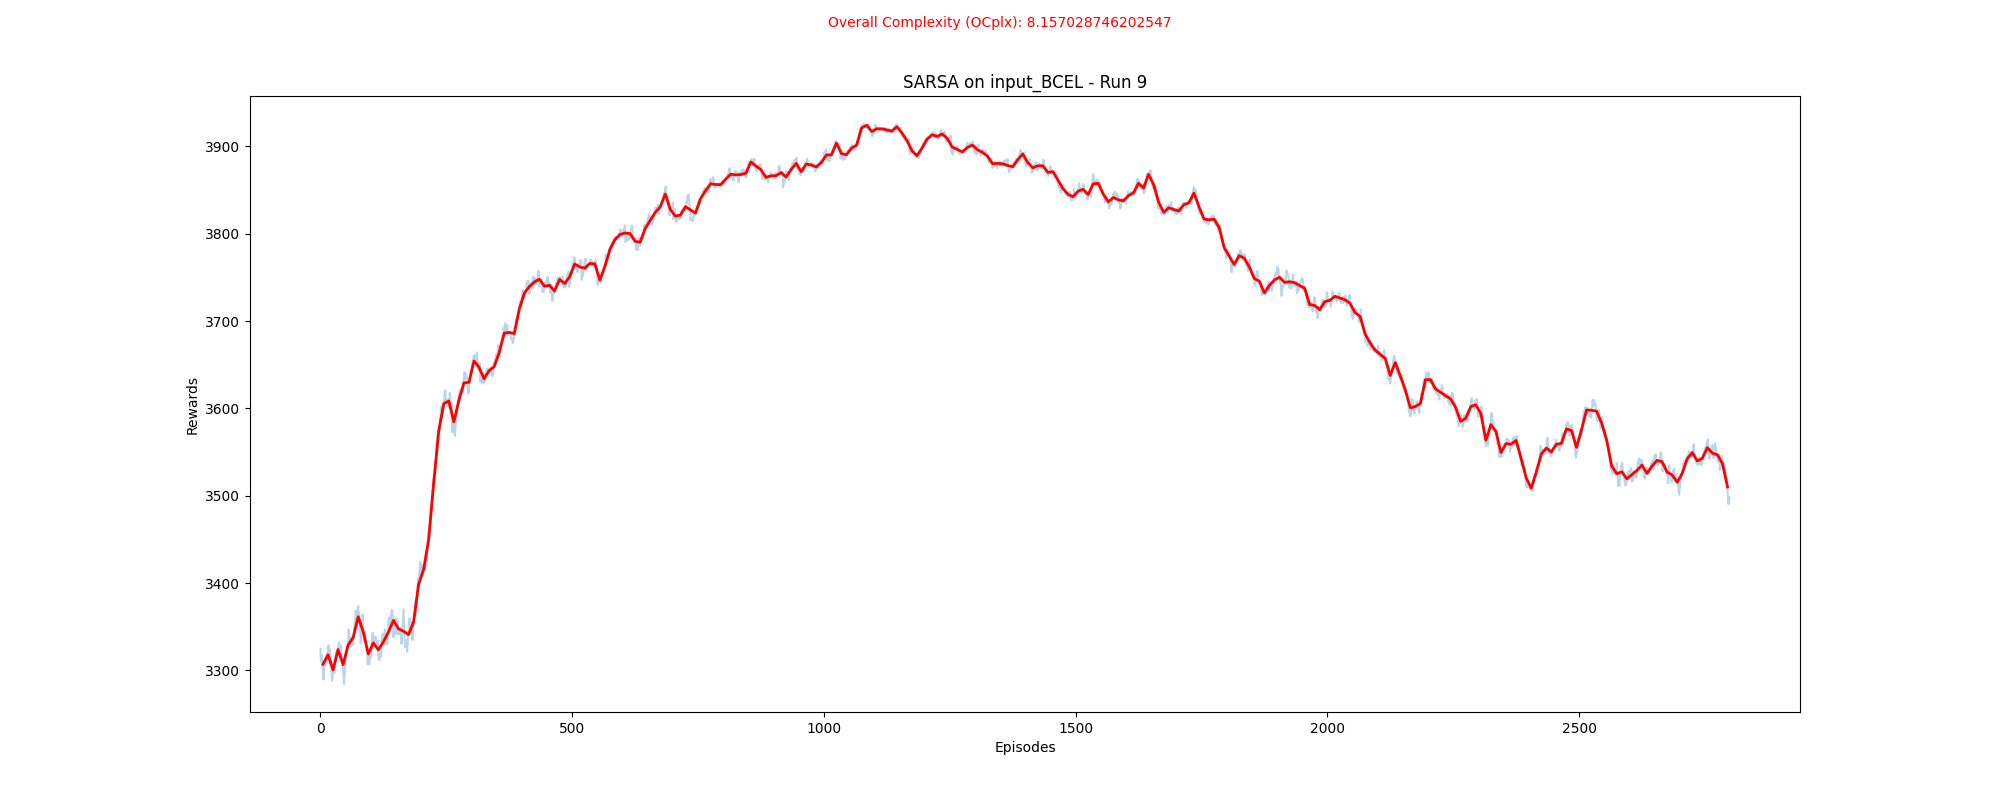 Overall Complexity (OCplx): 8.157028746202547
SARSA on input_BCEL - Run 9
3900
3800
3700
3600
3500
3400
3300
Rewards
0 500 1000 1500 2000 2500
Episodes